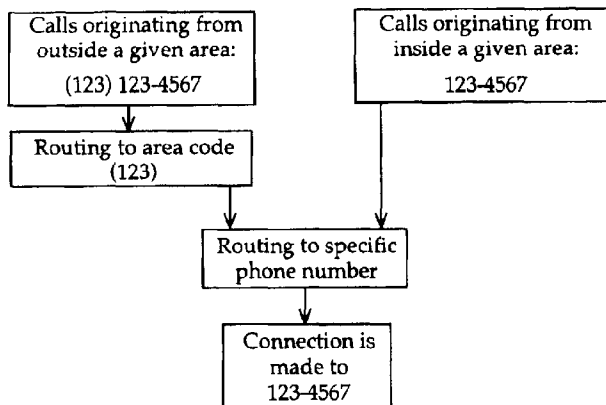 Calls originating from
outside a given area:
(123) 123-4567
Calls originating from
inside a given area:
123-4567
Routing to area code
(123)
Routing to specific
phone number
Connection is
made to
123-4567